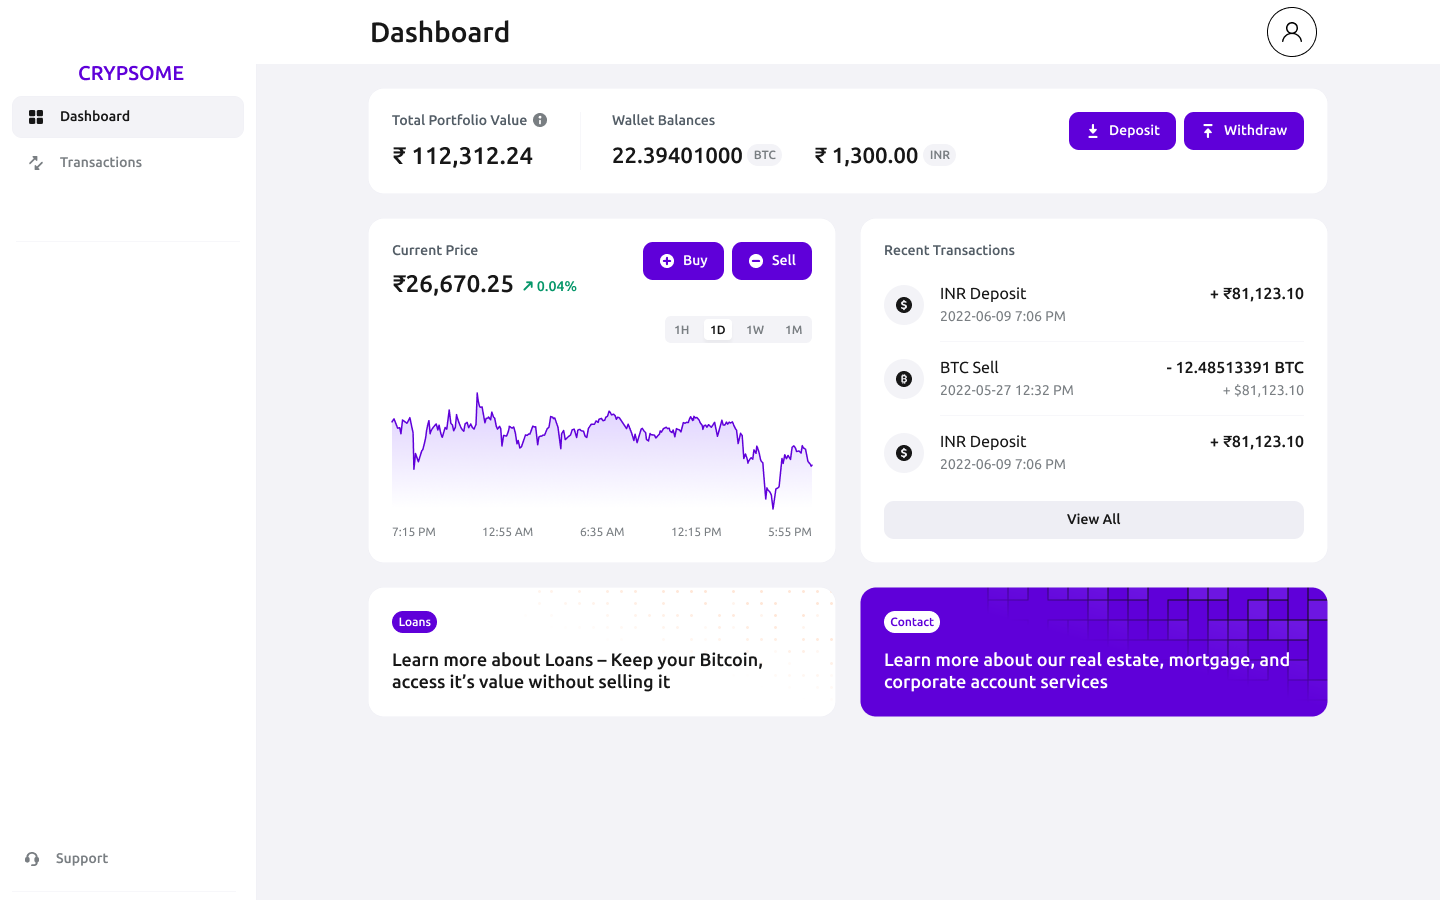 Dashboard
CRYPSOME
Dashboard
Transactions
Support
Total Portfolio Value
₹ 112,312.24
Wallet Balances
22.39401000 BTC
₹ 1,300.00 INR
Deposit
Withdraw
Current Price
₹26,670.25 0.04%
Buy
Sell
1H 1D 1W 1M
7:15 PM 12:55 AM 6:35 AM 12:15 PM 5:55 PM
Recent Transactions
INR Deposit + ₹81,123.10
2022-06-09 7:06 PM
BTC Sell - 12.48513391 BTC
2022-05-27 12:32 PM + $81,123.10
INR Deposit + ₹81,123.10
2022-06-09 7:06 PM
View All
Loans
Learn more about Loans – Keep your Bitcoin,
access it’s value without selling it
Contact
Learn more about our real estate, mortgage, and
corporate account services